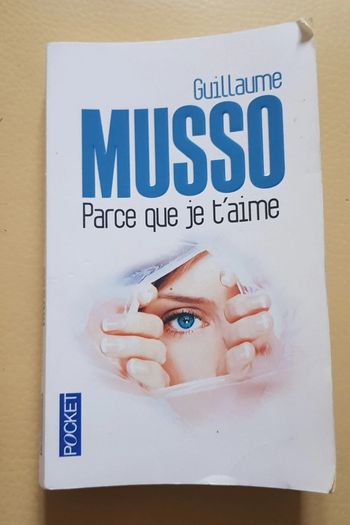 Guillaume
MUSSO
Parce que je t'aime
POCKET